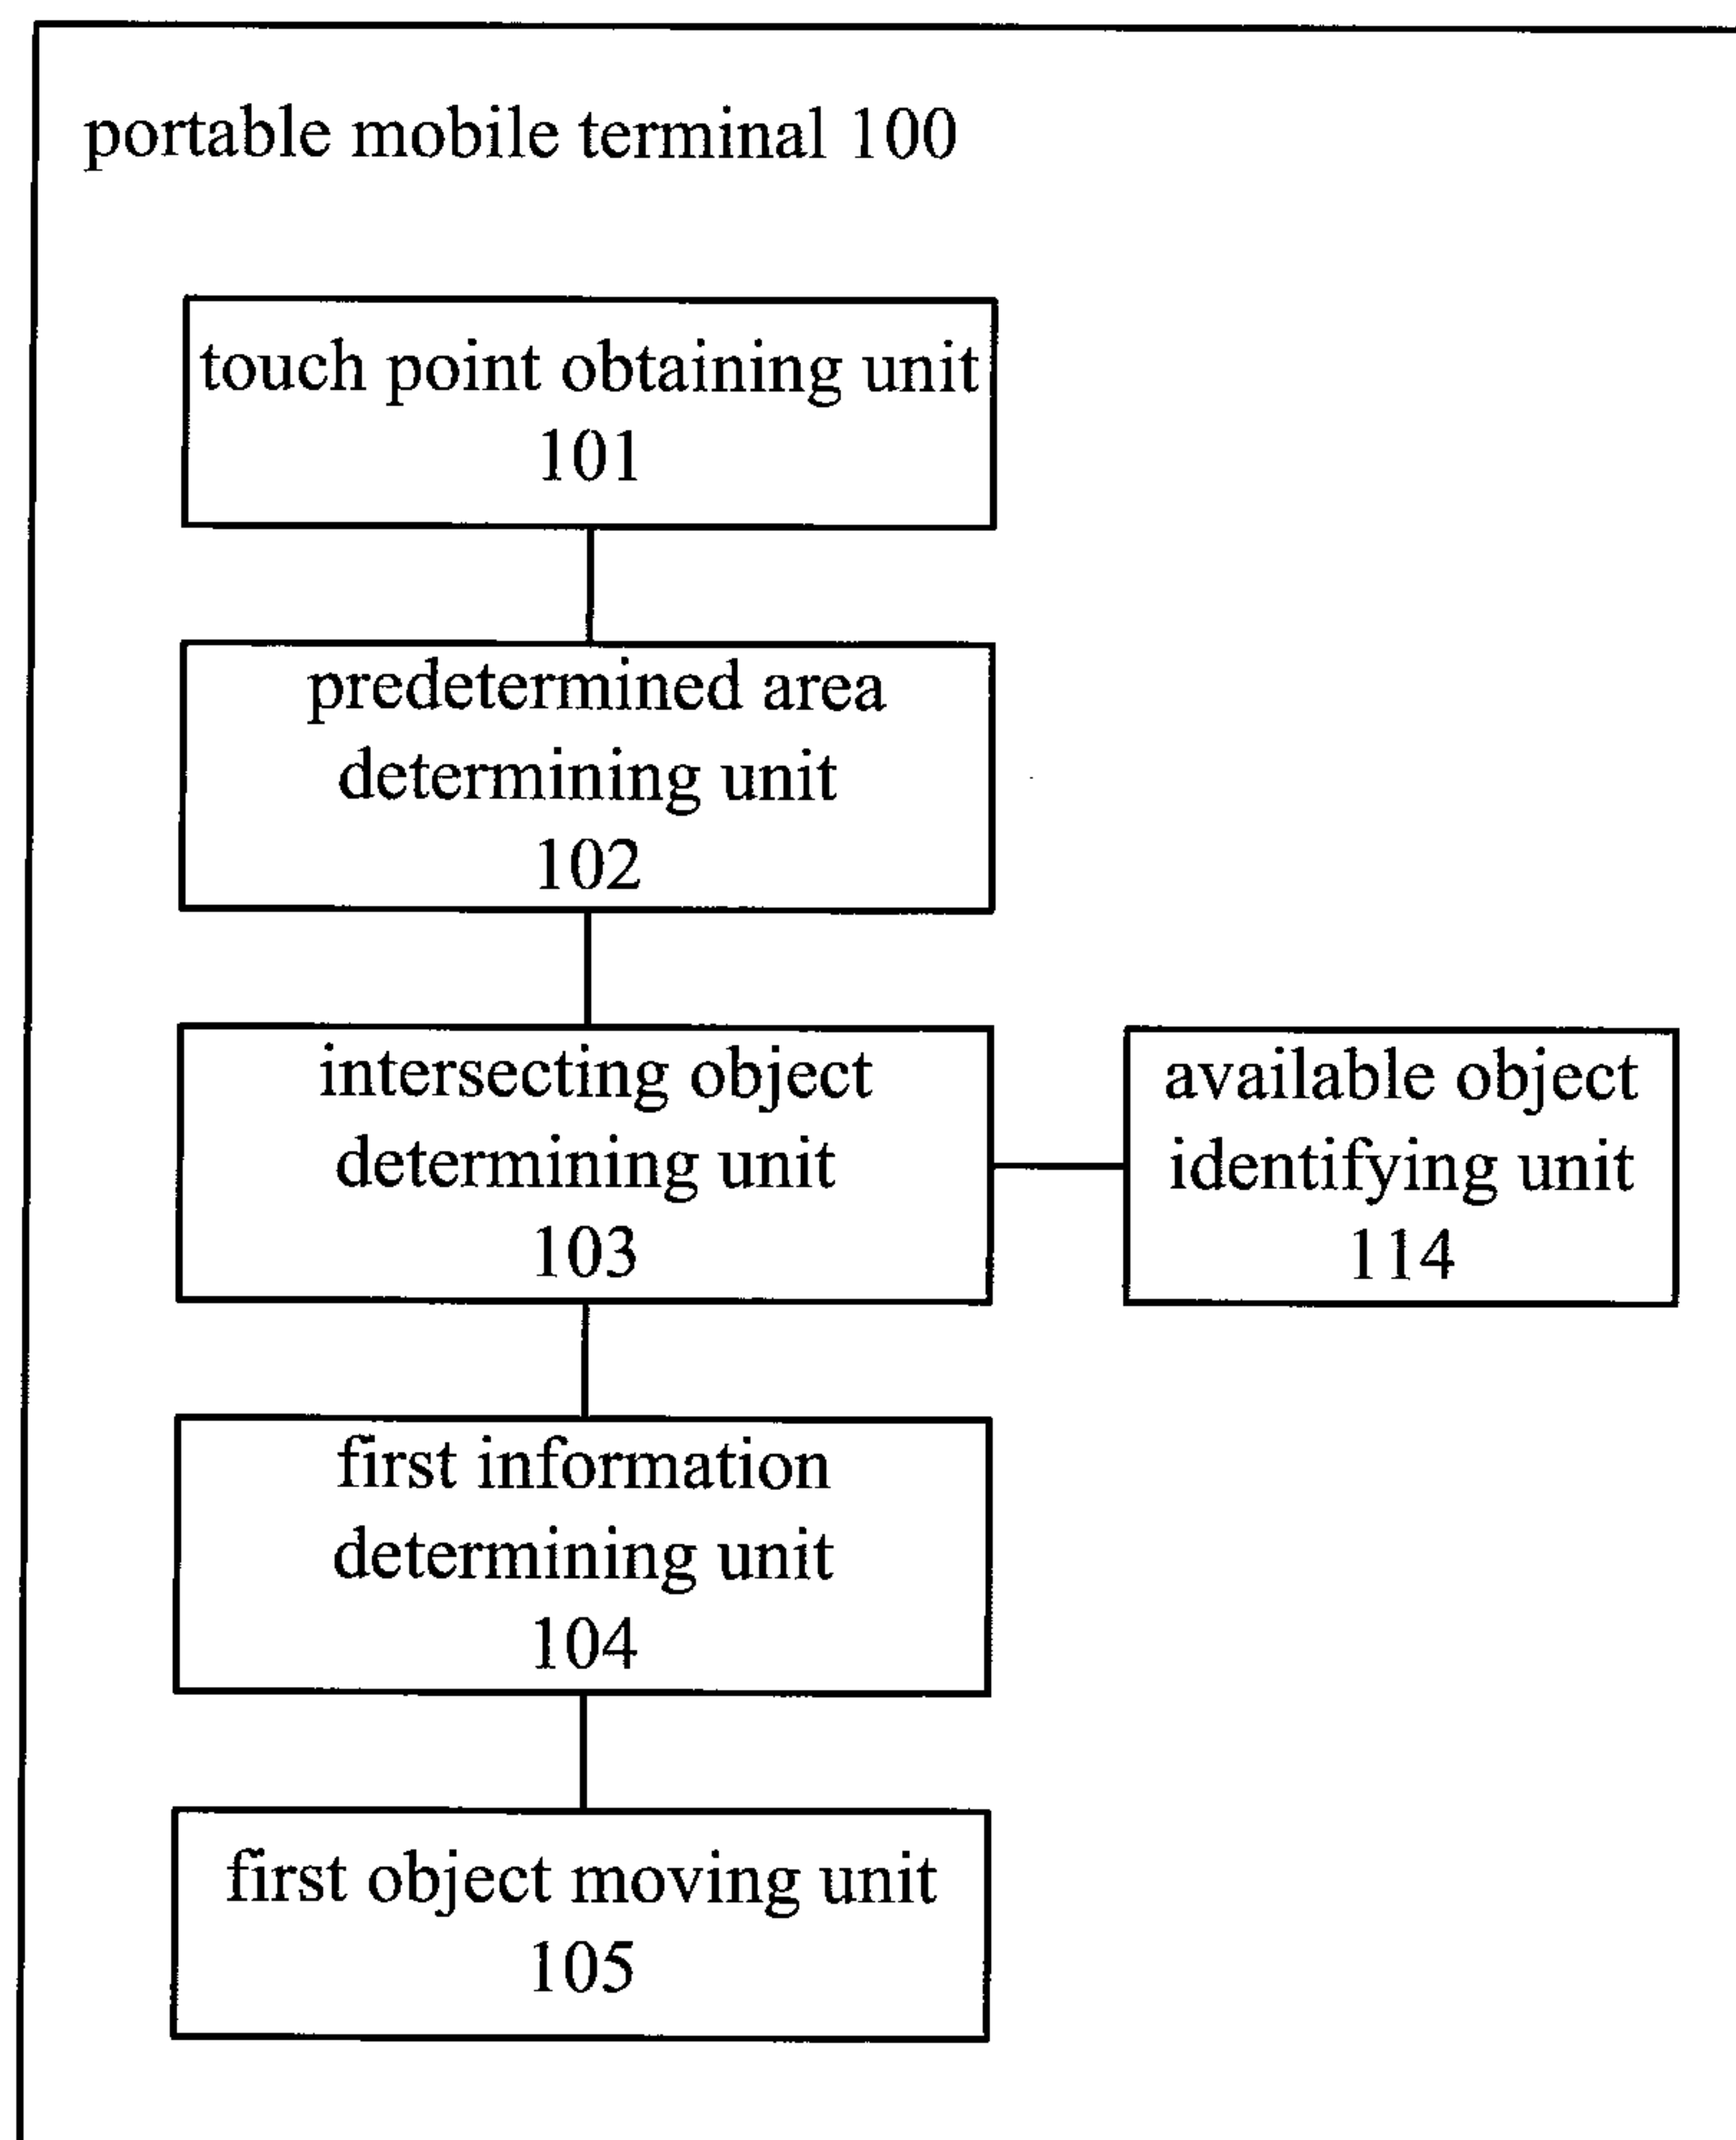 portable mobile terminal 100
touch point obtaining unit
101
predetermined area
determining unit
102
intersecting object
determining unit
103
available object
identifying unit
114
first information
determining unit
104
first object moving unit
105